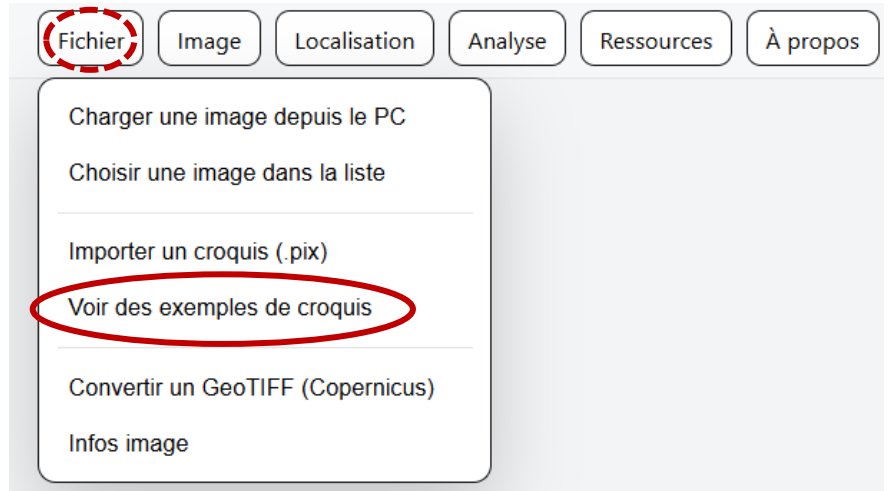 Fichier Image Localisation Analyse Ressources À propos
Charger une image depuis le PC
Choisir une image dans la liste
Importer un croquis (.pix)
Voir des exemples de croquis
Convertir un GeoTIFF (Copernicus)
Infos image